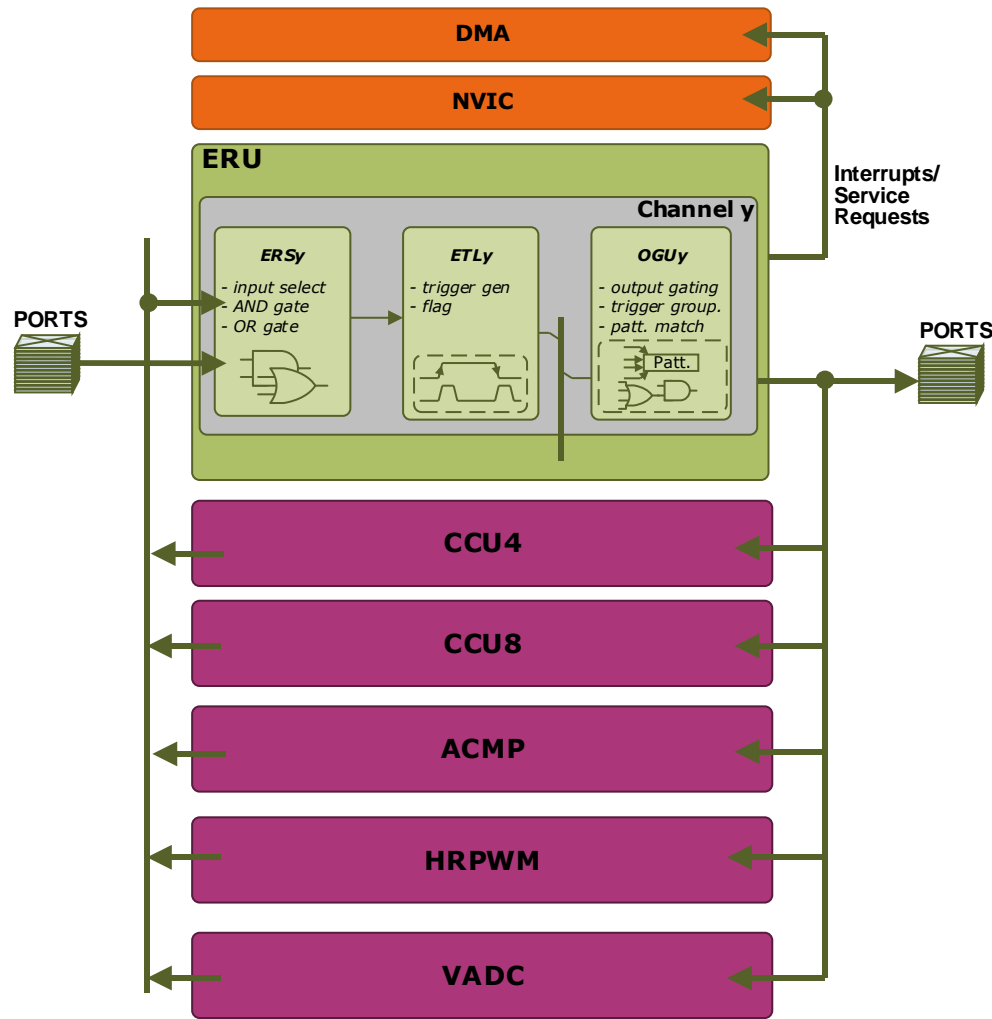 DMA
NVIC
ERU
Interrupts/
Service
Requests
Channel y
ERSy
- input select
- AND gate
- OR gate
ETLy
- trigger gen
- flag
OGUy
- output gating
- trigger group.
- patt. match
Patt.
PORTS
PORTS
CCU4
CCU8
ACMP
HRPWM
VADC